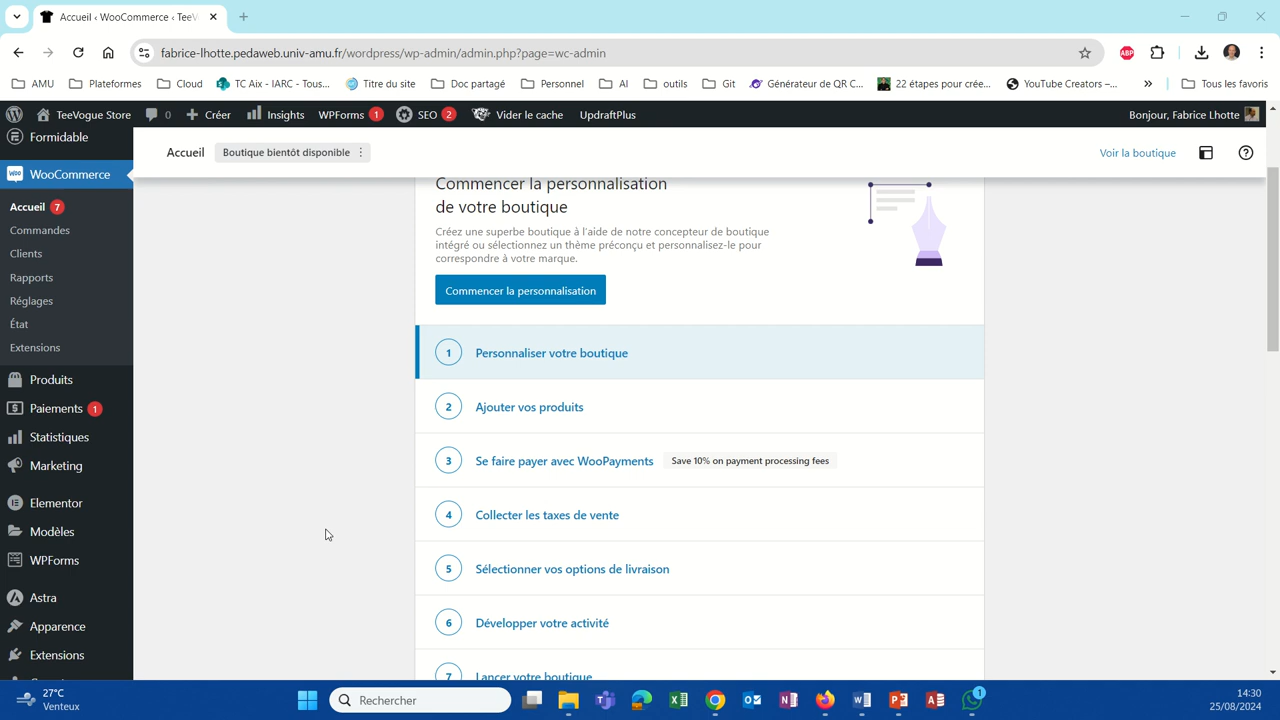 Accueil ‹ WooCommerce ‹ TeeV
fabrice-lhotte.pedaweb.univ-amu.fr/wordpress/wp-admin/admin.php?page=wc-admin
ABP
AMU
Plateformes
Cloud
TC Aix - IARC - Tous...
Titre du site
Doc partagé
Personnel
AI
outils
Git
Générateur de QR C...
22 étapes pour crée...
YouTube Creators –...
»
Tous les favoris
TeeVogue Store
0
Créer
Insights
WPForms 1
SEO 2
Vider le cache
UpdraftPlus
Bonjour, Fabrice Lhotte
Formidable
WooCommerce
Accueil 7
Commandes
Clients
Rapports
Réglages
État
Extensions
Produits
Paiements 1
Statistiques
Marketing
Elementor
Modèles
WPForms
Astra
Apparence
Extensions
Accueil
Boutique bientôt disponible
Voir la boutique
Commencer la personnalisation
de votre boutique
Créez une superbe boutique à l'aide de notre concepteur de boutique
intégré ou sélectionnez un thème préconçu et personnalisez-le pour
correspondre à votre marque.
Commencer la personnalisation
1 Personnaliser votre boutique
2 Ajouter vos produits
3 Se faire payer avec WooPayments Save 10% on payment processing fees
4 Collecter les taxes de vente
5 Sélectionner vos options de livraison
6 Développer votre activité
7 Lancer votre boutique
27°C
Venteux
Rechercher
1
14:30
25/08/2024